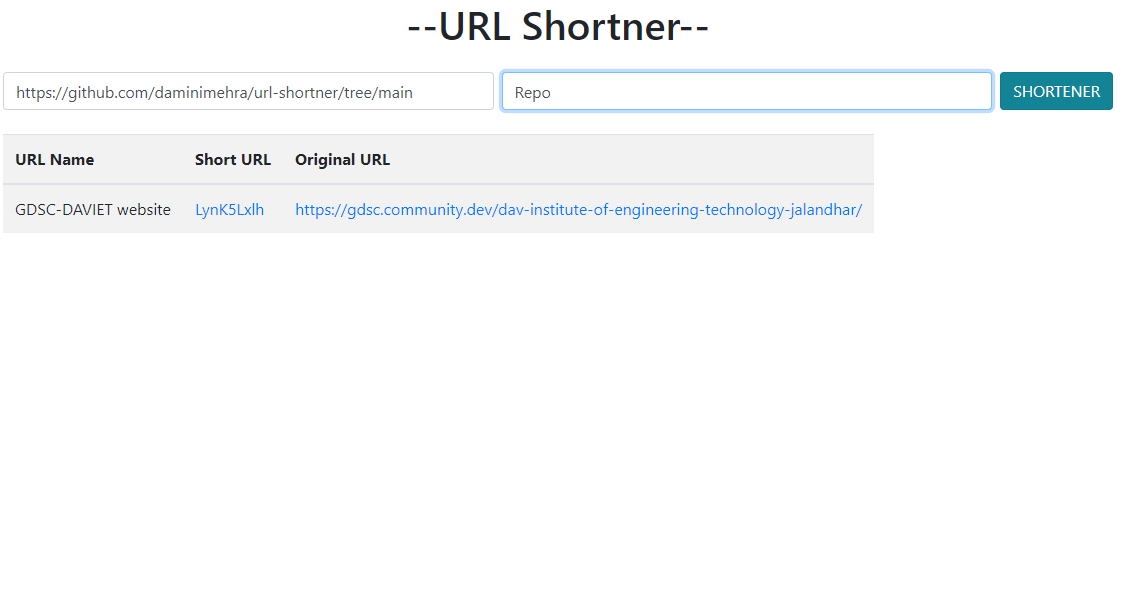 --URL Shortner--
https://github.com/daminimehra/url-shortner/tree/main Repo SHORTENER
URL Name Short URL Original URL
GDSC-DAVIET website LynK5Lxlh https://gdsc.community.dev/dav-institute-of-engineering-technology-jalandhar/